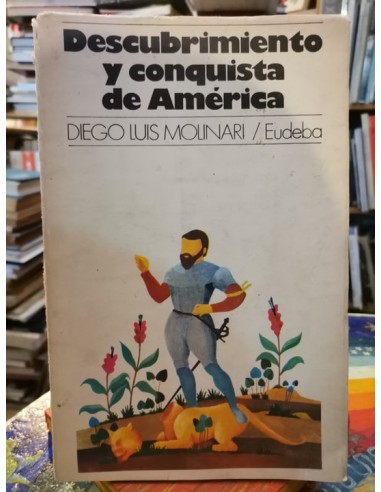 Descubrimiento
y conquista
de América
DIEGO LUIS MOLINARI / Eudeba